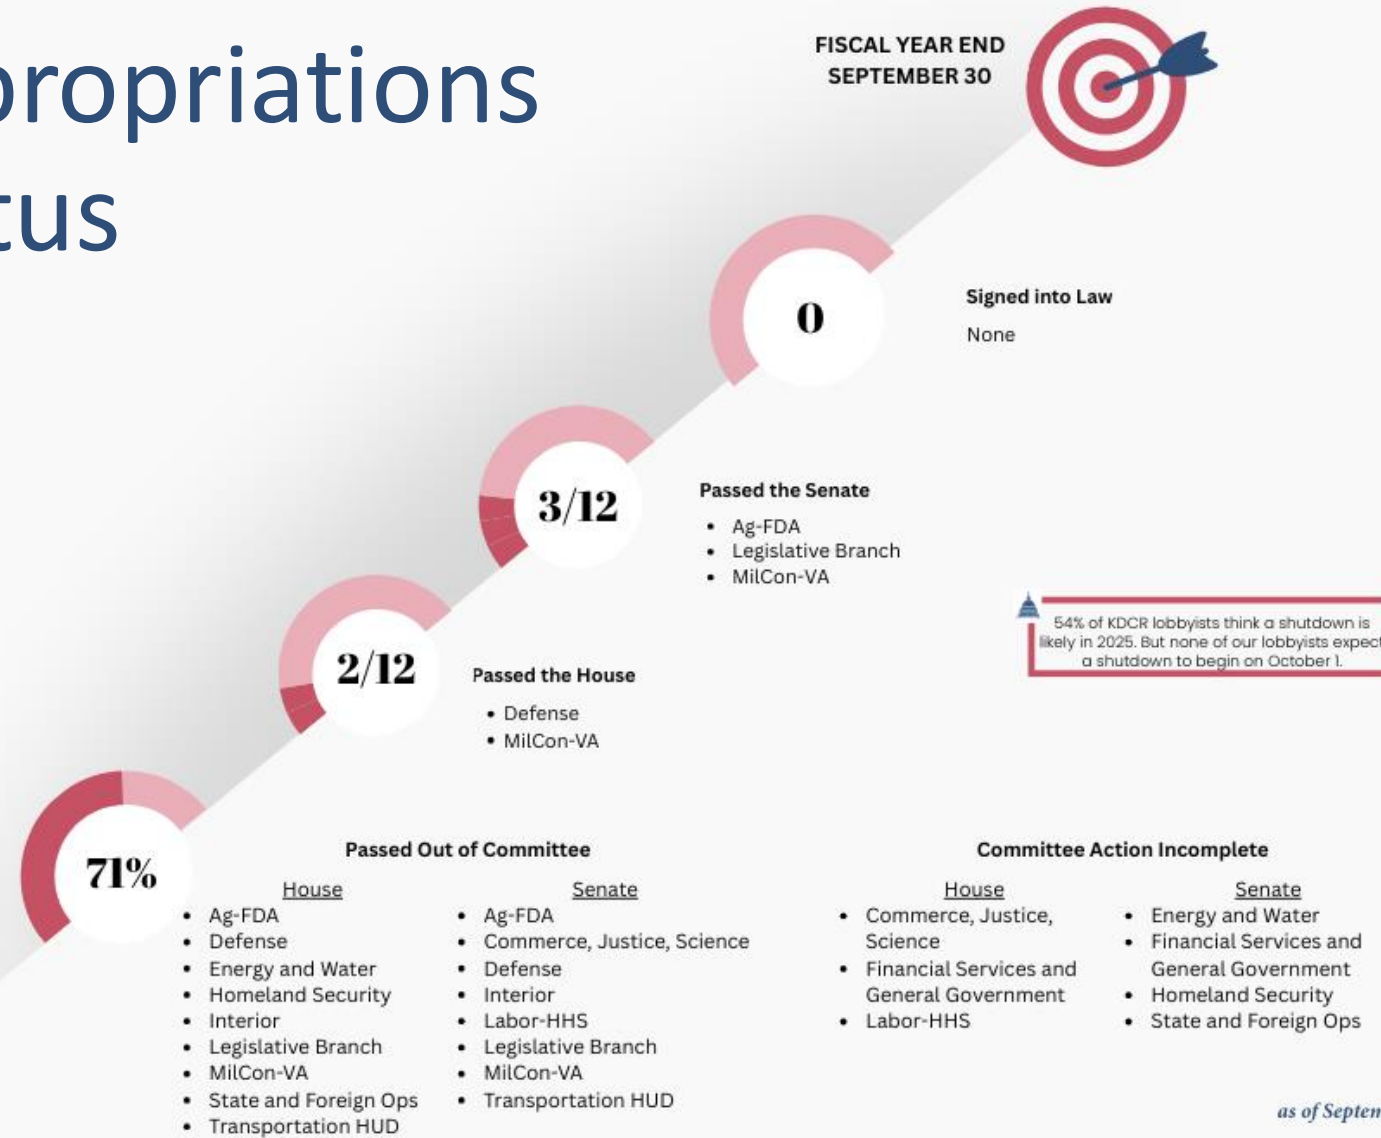 propriations
tus
FISCAL YEAR END
SEPTEMBER 30
0
Signed into Law
None
3/12
Passed the Senate
• Ag-FDA
• Legislative Branch
• MilCon-VA
54% of KDCR lobbyists think a shutdown is
likely in 2025. But none of our lobbyists expect
a shutdown to begin on October 1.
2/12
Passed the House
• Defense
• MilCon-VA
71%
Passed Out of Committee
House
• Ag-FDA
• Defense
• Energy and Water
• Homeland Security
• Interior
• Legislative Branch
• MilCon-VA
• State and Foreign Ops
• Transportation HUD
Senate
• Ag-FDA
• Commerce, Justice, Science
• Defense
• Interior
• Labor-HHS
• Legislative Branch
• MilCon-VA
• Transportation HUD
Committee Action Incomplete
House
• Commerce, Justice,
Science
• Financial Services and
General Government
• Labor-HHS
Senate
• Energy and Water
• Financial Services and
General Government
• Homeland Security
• State and Foreign Ops
as of Septem